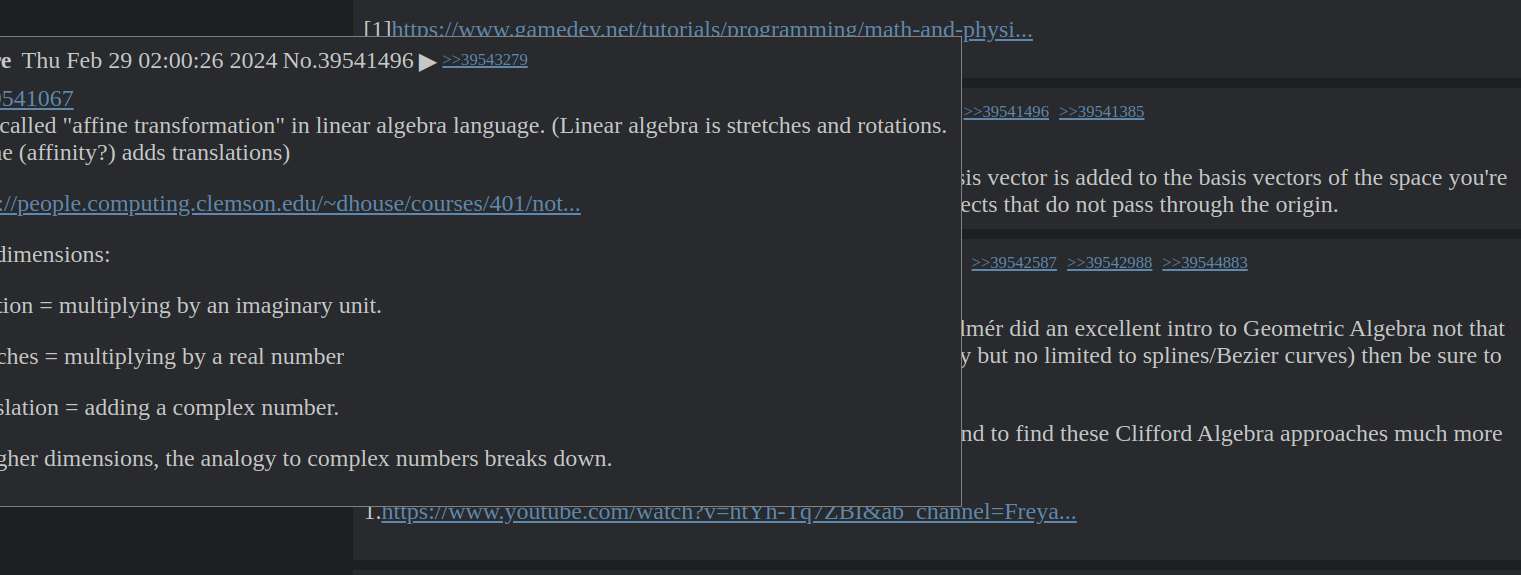 [1]https://www.gamedev.net/tutorials/programming/math-and-physi...
Thu Feb 29 02:00:26 2024 No.39541496 ▶ >>39543279
541067
called "affine transformation" in linear algebra language. (Linear algebra is stretches and rotations.
(affinity?) adds translations)
://people.computing.clemson.edu/~dhouse/courses/401/not...
dimensions:
tion = multiplying by an imaginary unit.
ches = multiplying by a real number
slation = adding a complex number.
gher dimensions, the analogy to complex numbers breaks down.
>>39541496 >>39541385
sis vector is added to the basis vectors of the space you're
ects that do not pass through the origin.
>>39542587 >>39542988 >>39544883
lmér did an excellent intro to Geometric Algebra not that
y but no limited to splines/Bezier curves) then be sure to
nd to find these Clifford Algebra approaches much more
1.https://www.youtube.com/watch?v=htYh-Tq7ZBI&ab_channel=Freya...